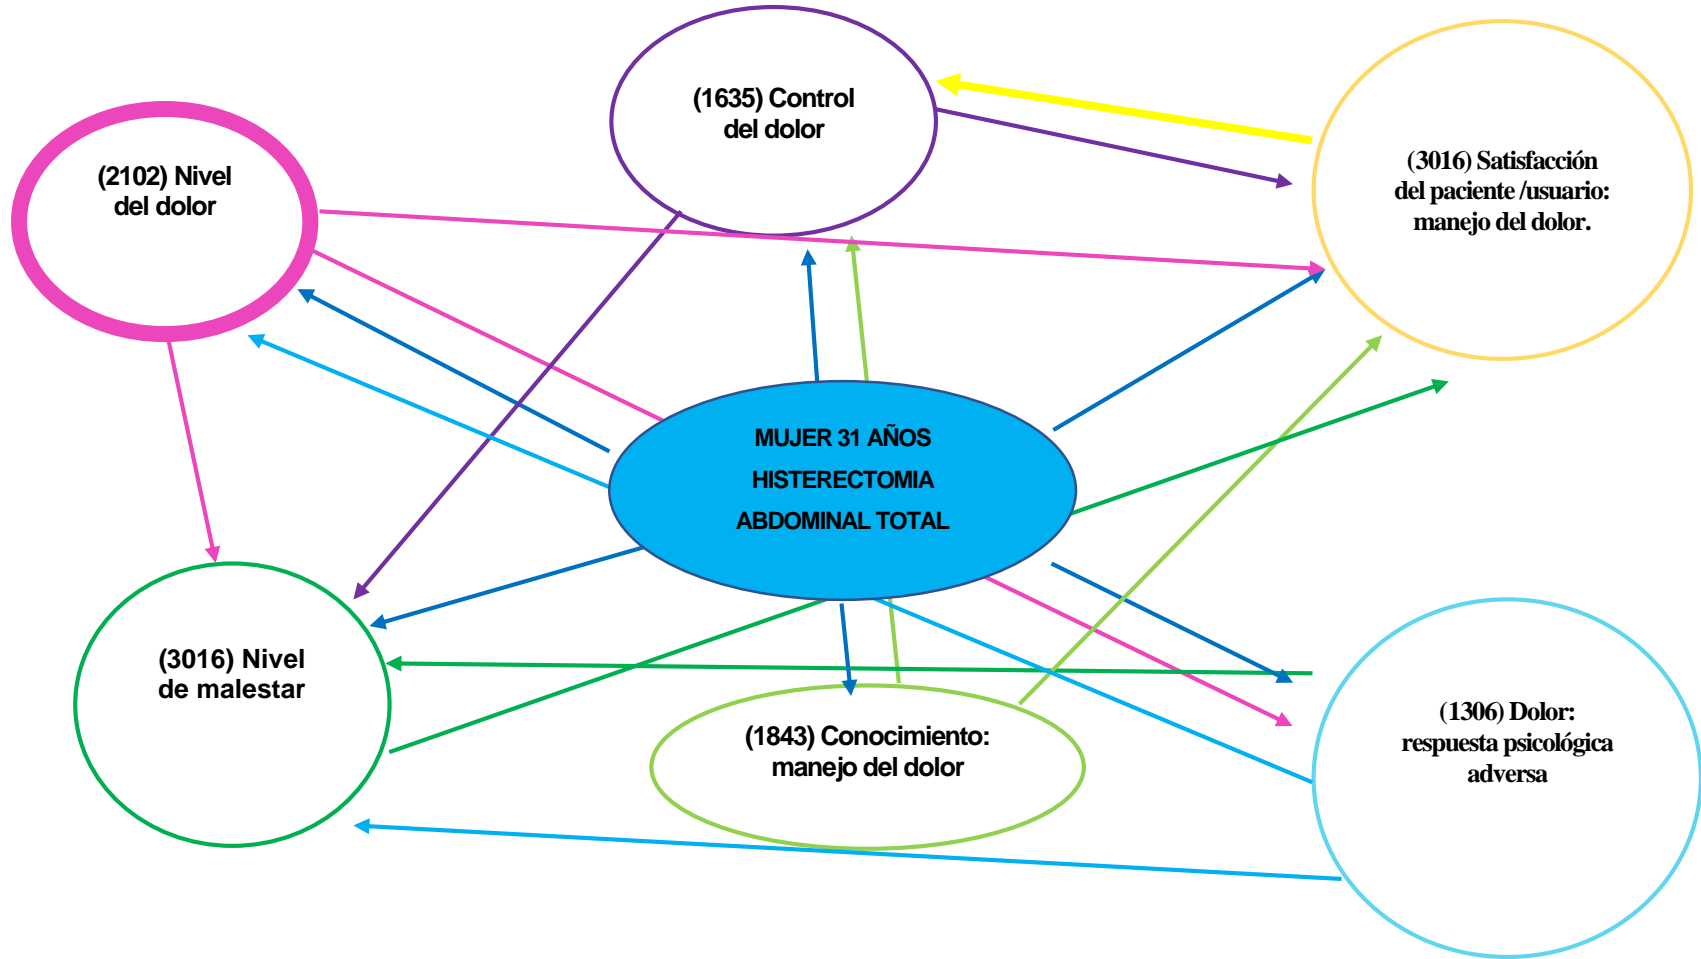 (1635) Control
del dolor
(2102) Nivel
del dolor
(3016) Satisfacción
del paciente /usuario:
manejo del dolor.
MUJER 31 AÑOS
HISTERECTOMIA
ABDOMINAL TOTAL
(3016) Nivel
de malestar
(1843) Conocimiento:
manejo del dolor
(1306) Dolor:
respuesta psicológica
adversa